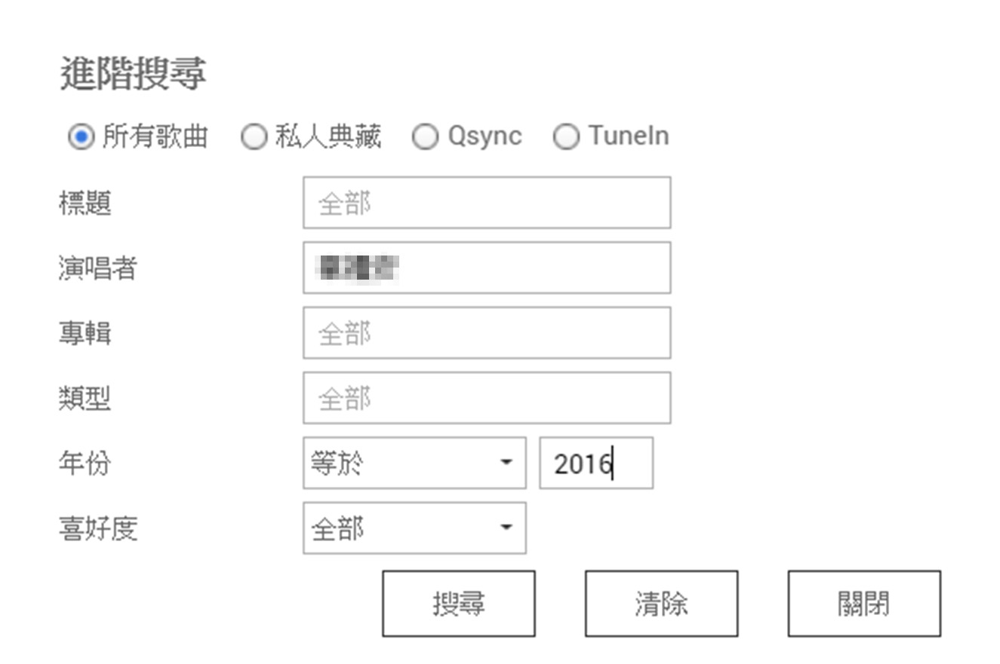 進階搜尋
所有歌曲 私人典藏 Qsync TuneIn
標題 全部
演唱者
專輯 全部
類型 全部
年份 等於 2016
喜好度 全部
搜尋 清除 關閉